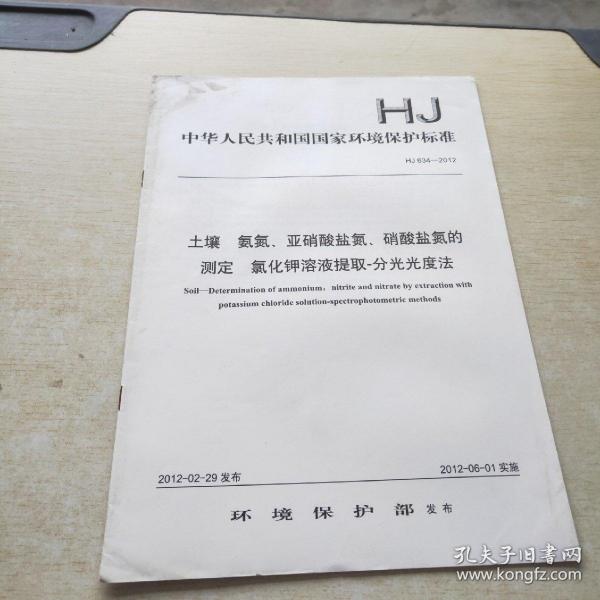 HJ
中华人民共和国国家环境保护标准
HJ 634—2012
土壤 氨氮、亚硝酸盐氮、硝酸盐氮的
测定 氯化钾溶液提取-分光光度法
Soil—Determination of ammonium, nitrite and nitrate by extraction with
potassium chloride solution-spectrophotometric methods
2012-02-29 发布
2012-06-01 实施
环境保护部 发布
孔夫子旧书网
www.kongfz.com